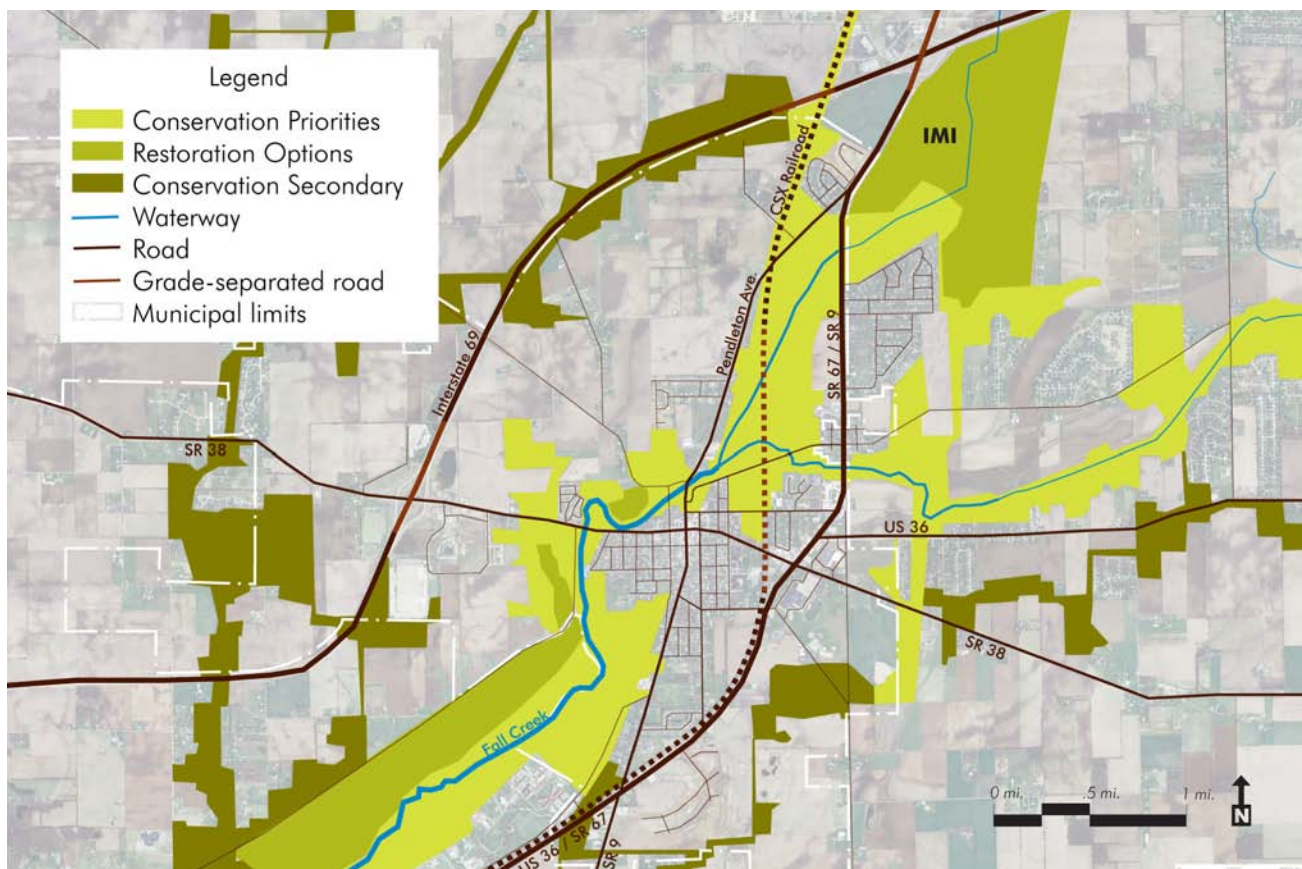 Legend
Conservation Priorities
Restoration Options
Conservation Secondary
Waterway
Road
Grade-separated road
Municipal limits
IMI
CSX Railroad
Pendleton Ave.
SR 67 / SR 9
Interstate 69
SR 38
US 36
SR 38
Fall Creek
US 36 / SR 67
SR 9
0 mi. .5 mi. 1 mi.
N